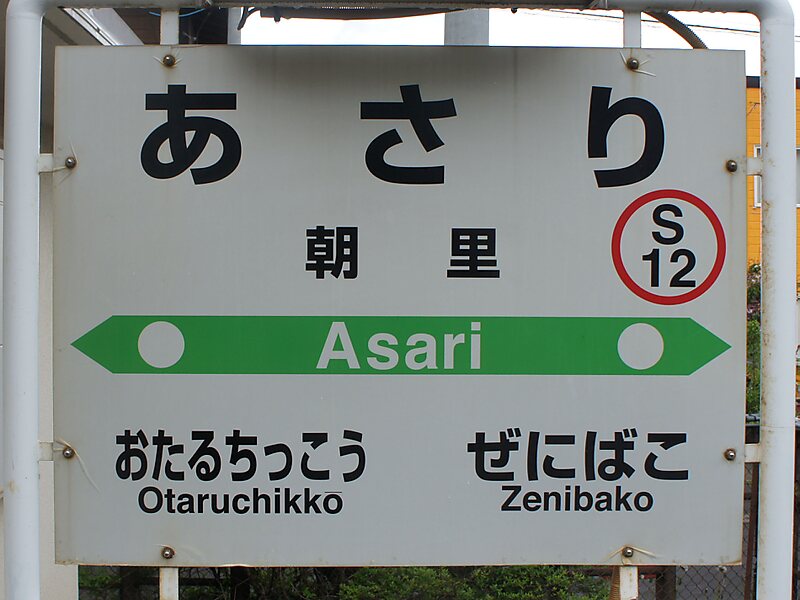 あさり
朝里
S
12
Asari
おたるちっこう
Otaruchikkō
ぜにばこ
Zenibako